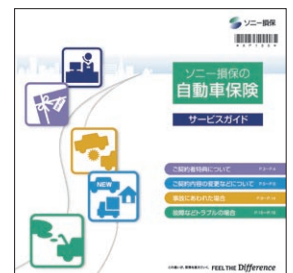 ソニー損保
ソニー損保の
自動車保険
サービスガイド
ご契約者特典について
NEW
ご契約内容の変更などについて
事故にあわれた場合
故障などトラブルの場合
FEEL THE Difference